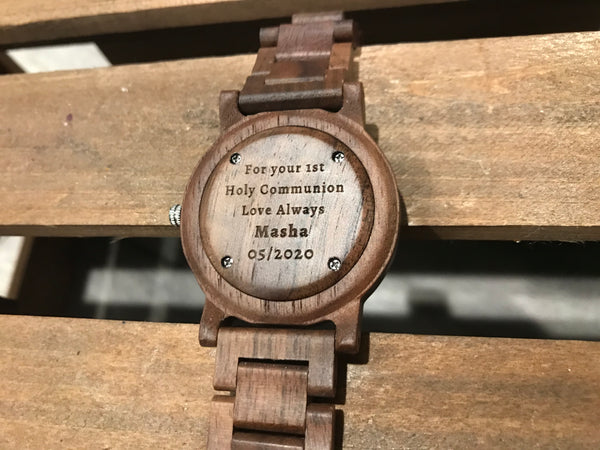 For your 1st
Holy Communion
Love Always
Masha
05/2020